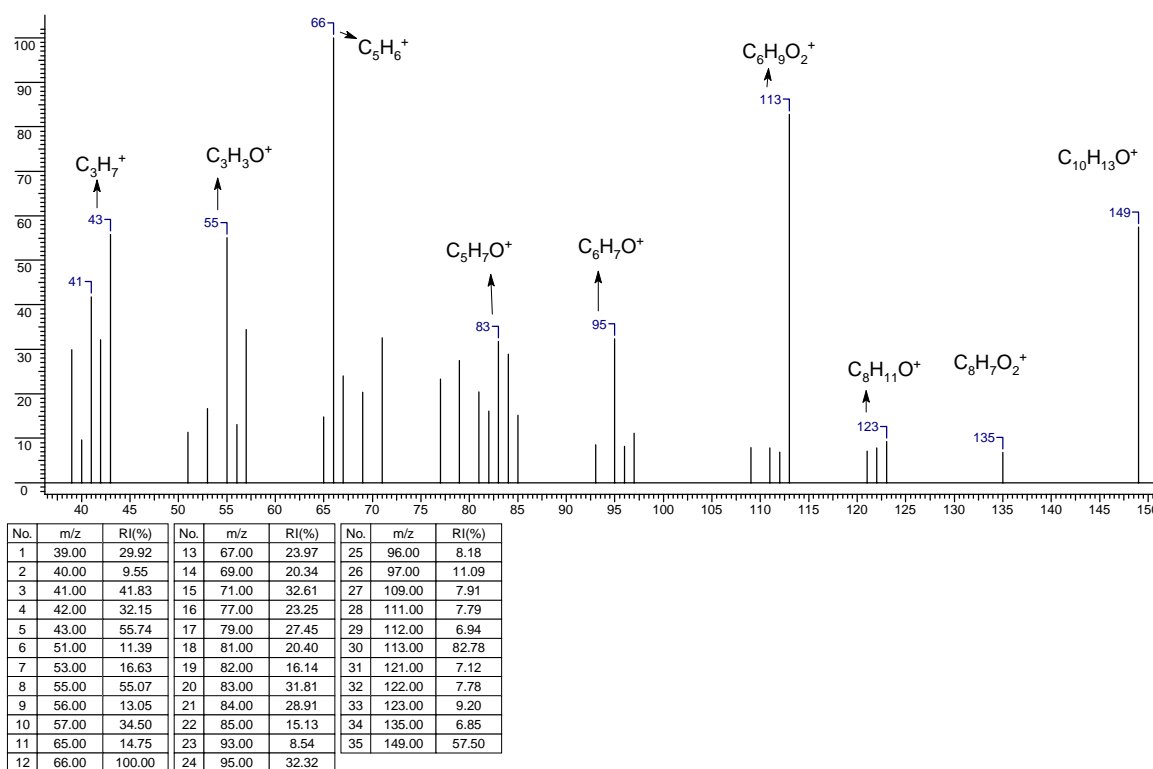 100
90
80
70
60
50
40
30
20
10
0
66
C5H6+
C6H9O2+
113
C3H7+
C3H3O+
C10H13O+
43
55
149
C5H7O+
C6H7O+
41
83
95
C8H11O+
C8H7O2+
123
135
40 45 50 55 60 65 70 75 80 85 90 95 100 105 110 115 120 125 130 135 140 145 150
No. m/z RI(%) No. m/z RI(%) No. m/z RI(%)
1 39.00 29.92 13 67.00 23.97 25 96.00 8.18
2 40.00 9.55 14 69.00 20.34 26 97.00 11.09
3 41.00 41.83 15 71.00 32.61 27 109.00 7.91
4 42.00 32.15 16 77.00 23.25 28 111.00 7.79
5 43.00 55.74 17 79.00 27.45 29 112.00 6.94
6 51.00 11.39 18 81.00 20.40 30 113.00 82.78
7 53.00 16.63 19 82.00 16.14 31 121.00 7.12
8 55.00 55.07 20 83.00 31.81 32 122.00 7.78
9 56.00 13.05 21 84.00 28.91 33 123.00 9.20
10 57.00 34.50 22 85.00 15.13 34 135.00 6.85
11 65.00 14.75 23 93.00 8.54 35 149.00 57.50
12 66.00 100.00 24 95.00 32.32